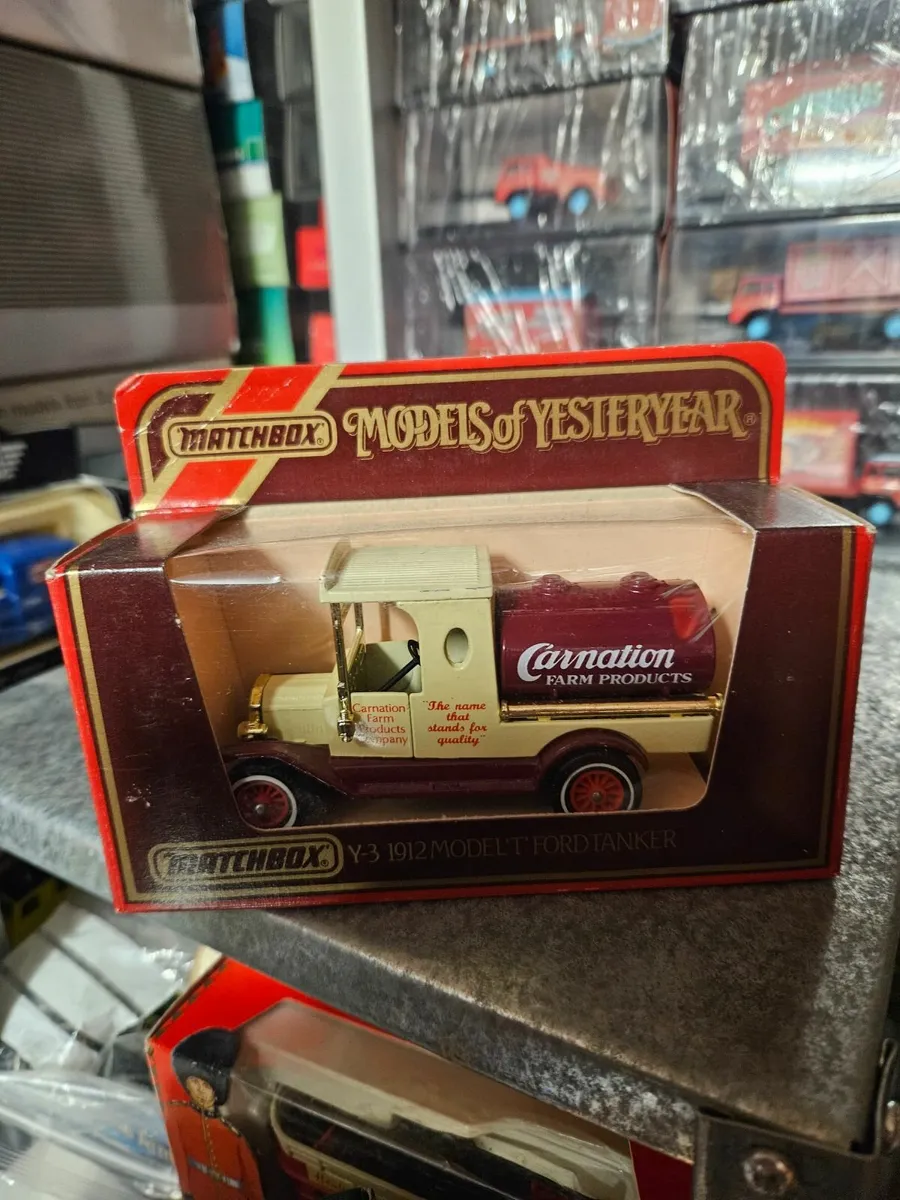 MATCHBOX®
MODELS of YESTERYEAR®
Carnation
FARM PRODUCTS
Carnation
Farm
Products
Company
"The name
that
stands for
quality"
MATCHBOX®
Y-3 1912 MODEL 'T' FORD TANKER